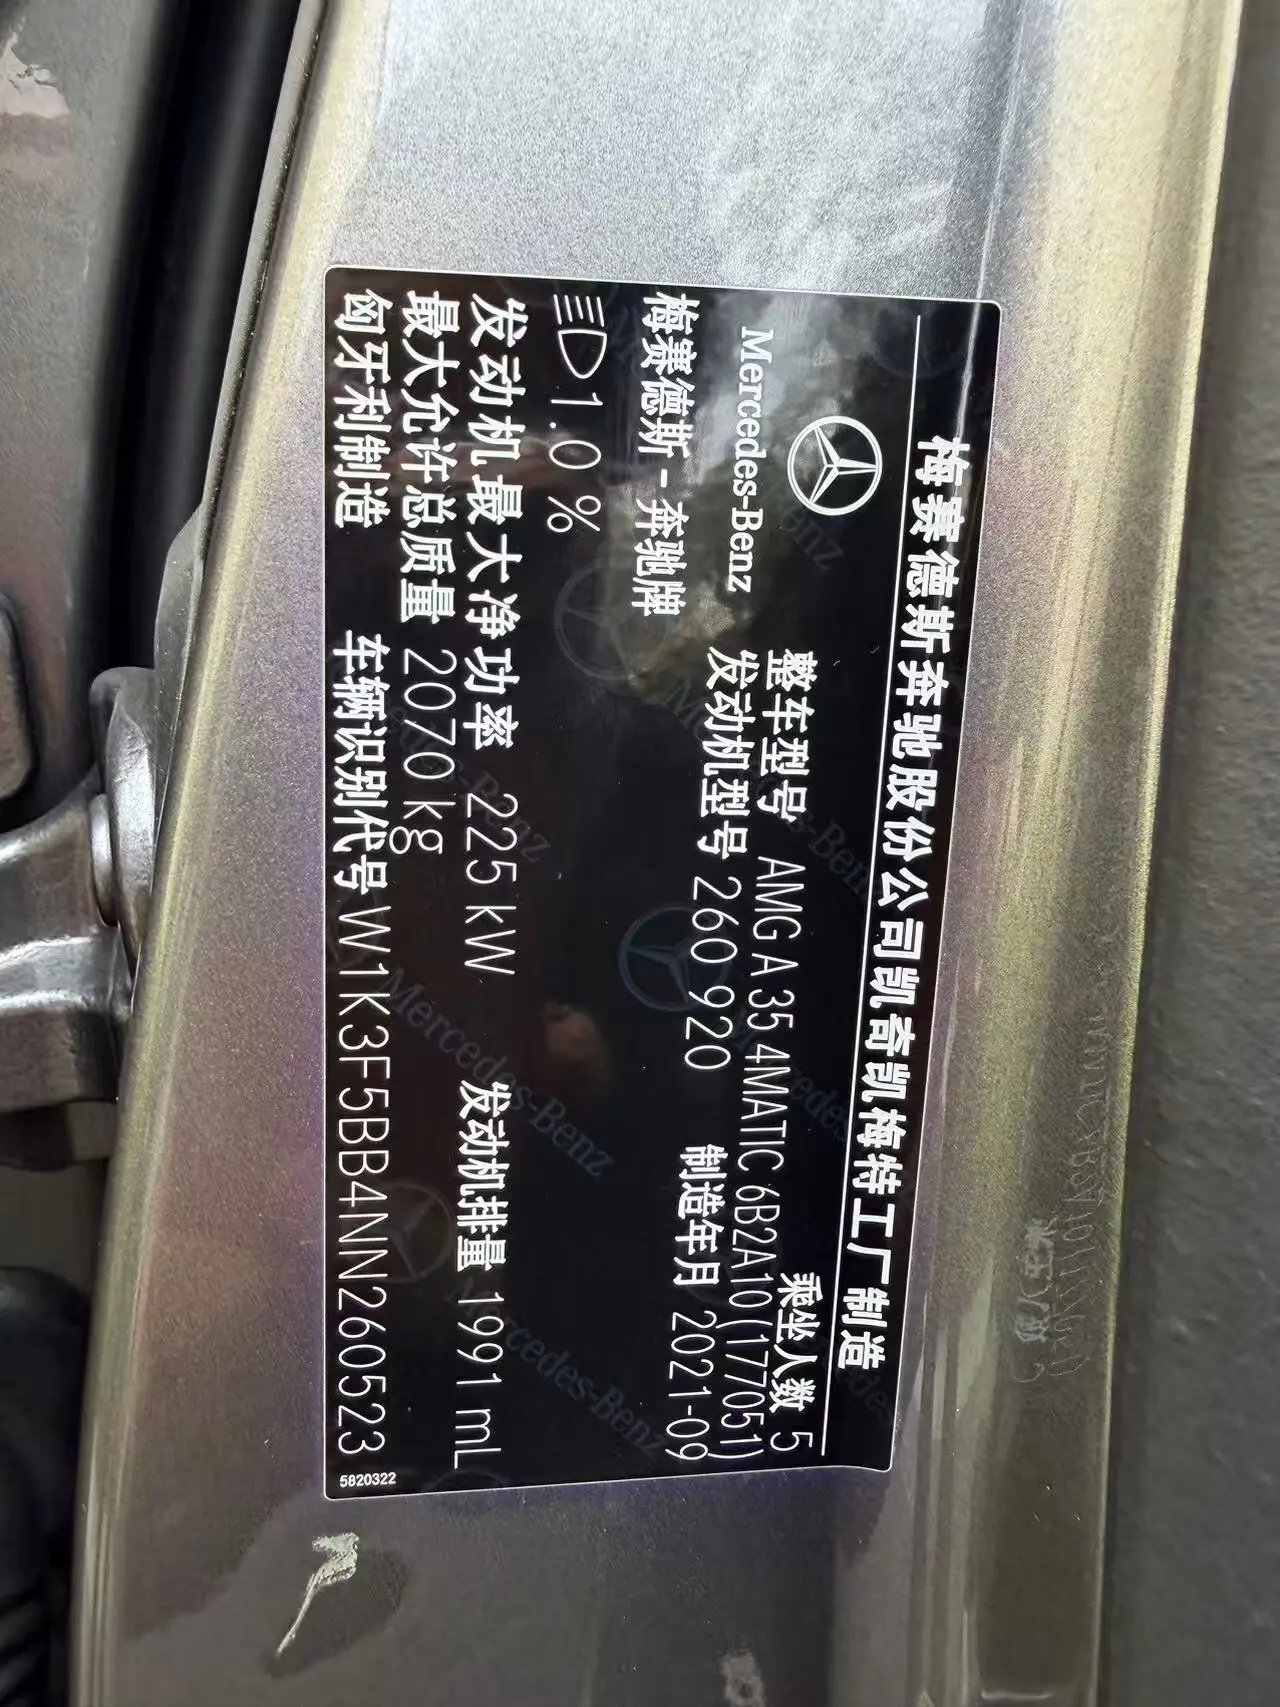 梅赛德斯奔驰股份公司凯奇凯梅特工厂制造
乘坐人数 5
Mercedes-Benz
整车型号 AMG A 35 4MATIC 6B2A10(177051)
梅赛德斯-奔驰牌
发动机型号 260 920
制造年月 2021-09
1.0 %
发动机最大净功率 225 kW
发动机排量 1991 mL
最大允许总质量 2070 kg
匈牙利制造
车辆识别代号 W1K3F5BB4NN260523
5820322